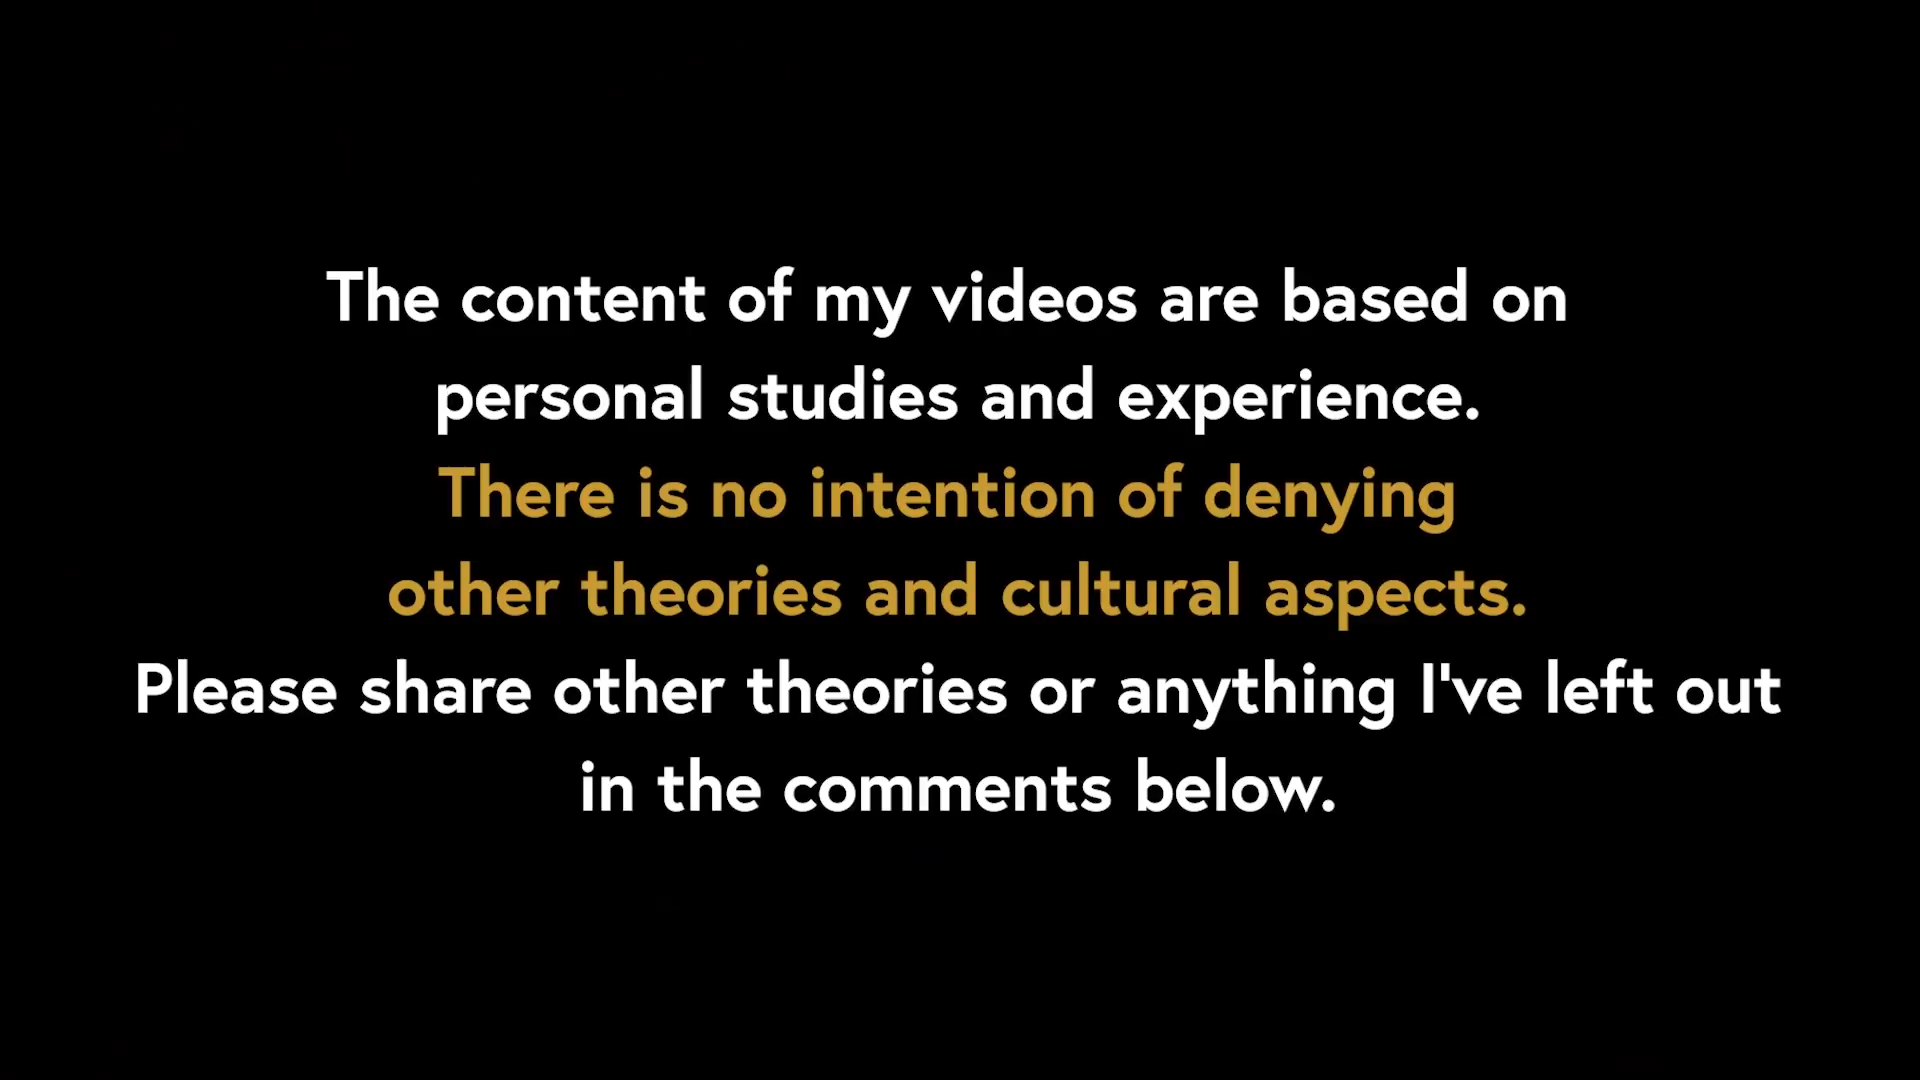 The content of my videos are based on
personal studies and experience.
There is no intention of denying
other theories and cultural aspects.
Please share other theories or anything I've left out
in the comments below.